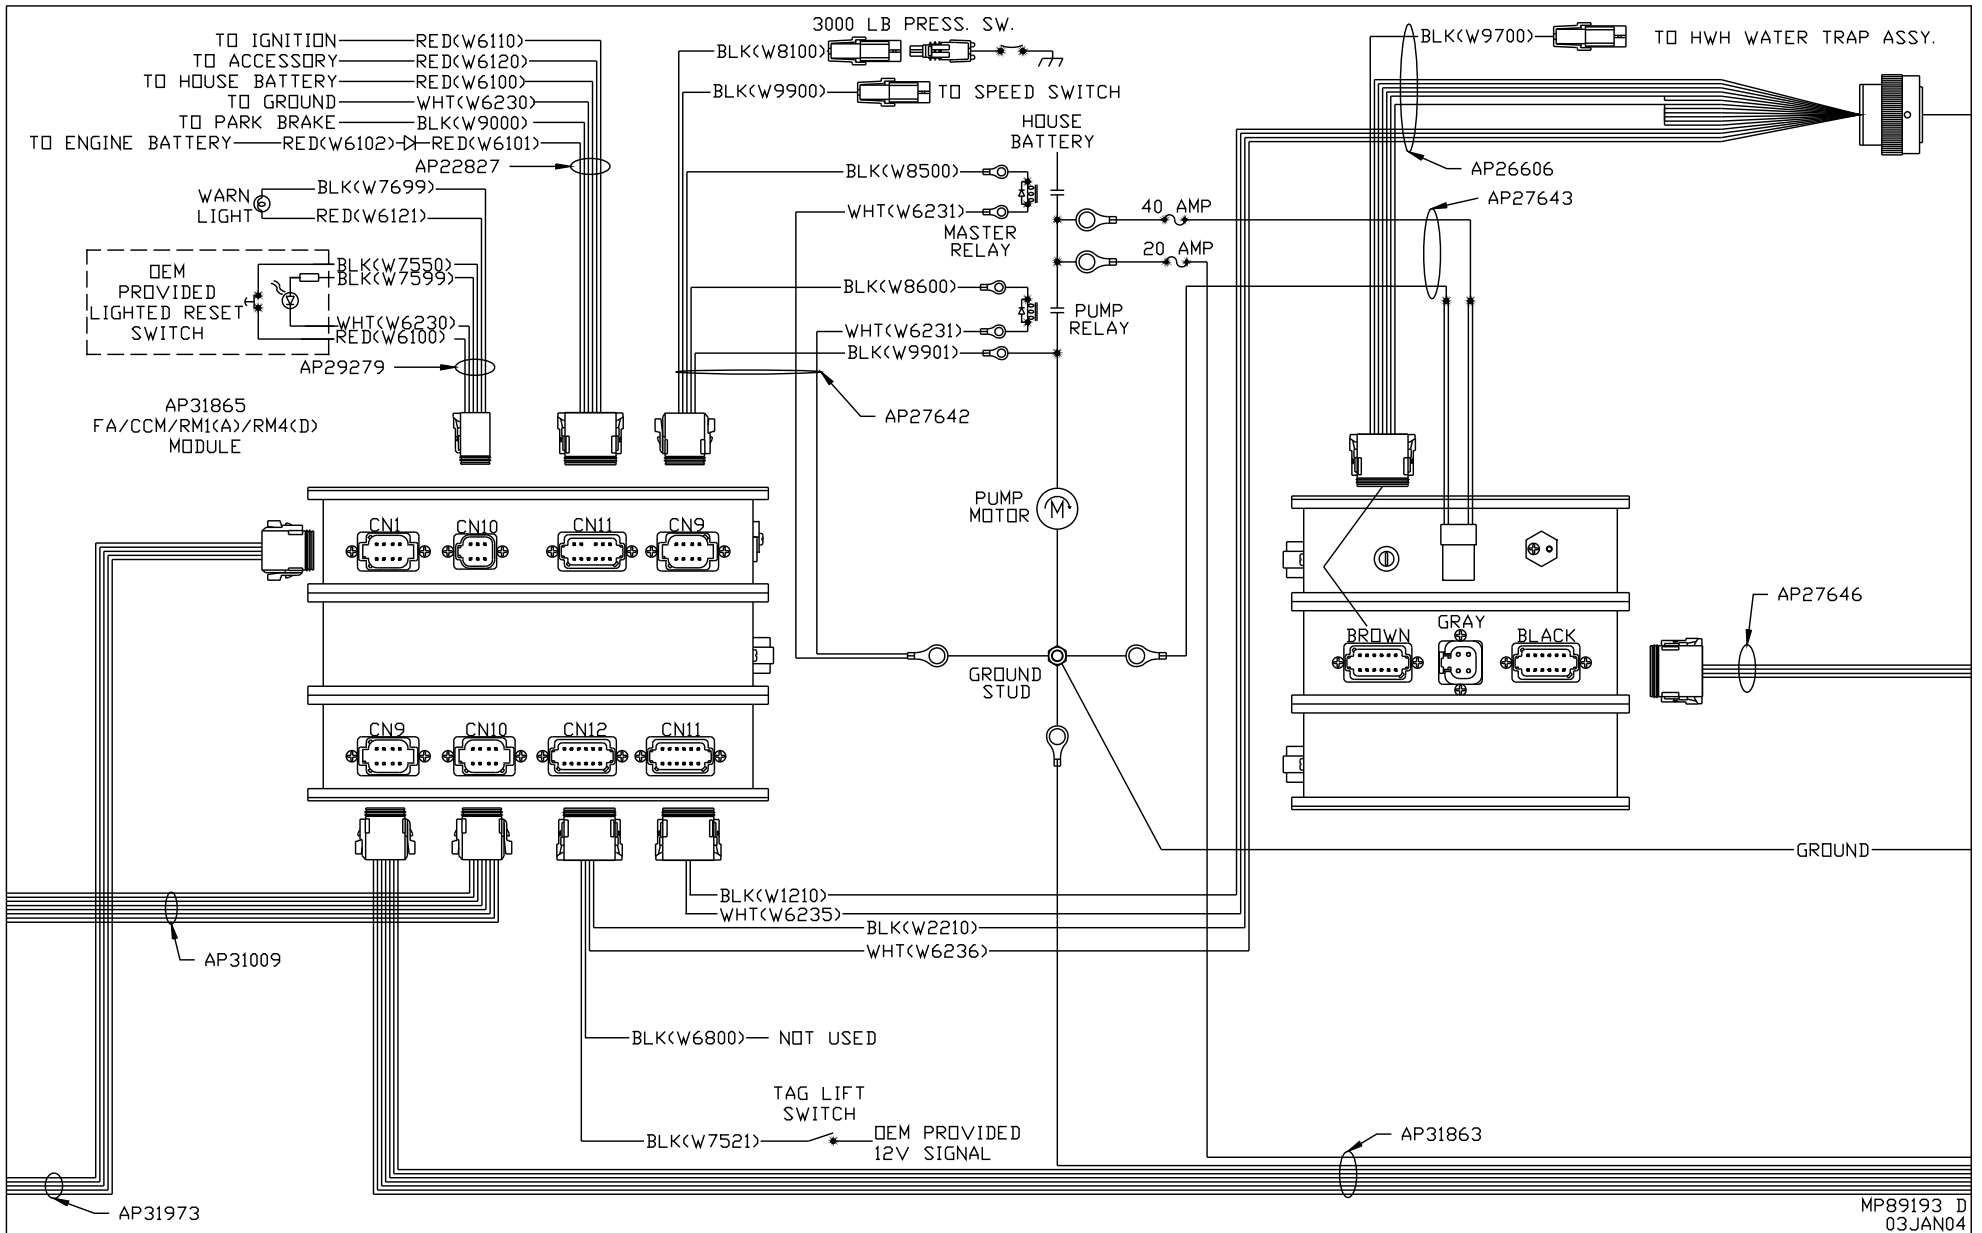 TO IGNITION RED(W6110)
TO ACCESSORY RED(W6120)
TO HOUSE BATTERY RED(W6100)
TO GROUND WHT(W6230)
TO PARK BRAKE BLK(W9000)
TO ENGINE BATTERY RED(W6102) RED(W6101)
AP22827
WARN
LIGHT
BLK(W7699)
RED(W6121)
OEM
PROVIDED
LIGHTED RESET
SWITCH
BLK(W7550)
BLK(W7599)
WHT(W6230)
RED(W6100)
AP29279
AP31865
FA/CCM/RM1(A)/RM4(D)
MODULE
3000 LB PRESS. SW.
BLK(W8100)
BLK(W9900) TO SPEED SWITCH
HOUSE
BATTERY
BLK(W8500)
WHT(W6231)
MASTER
RELAY
40 AMP
20 AMP
BLK(W8600)
PUMP
RELAY
WHT(W6231)
BLK(W9901)
AP27642
BLK(W9700) TO HWH WATER TRAP ASSY.
AP26606
AP27643
PUMP
MOTOR
M
GROUND
STUD
CN1 CN10 CN11 CN9
CN9 CN10 CN12 CN11
BROWN GRAY BLACK
AP27646
GROUND
BLK(W1210)
WHT(W6235)
BLK(W2210)
WHT(W6236)
AP31009
BLK(W6800) NOT USED
TAG LIFT
SWITCH
BLK(W7521) OEM PROVIDED
12V SIGNAL
AP31863
AP31973
MP89193 D
03JAN04